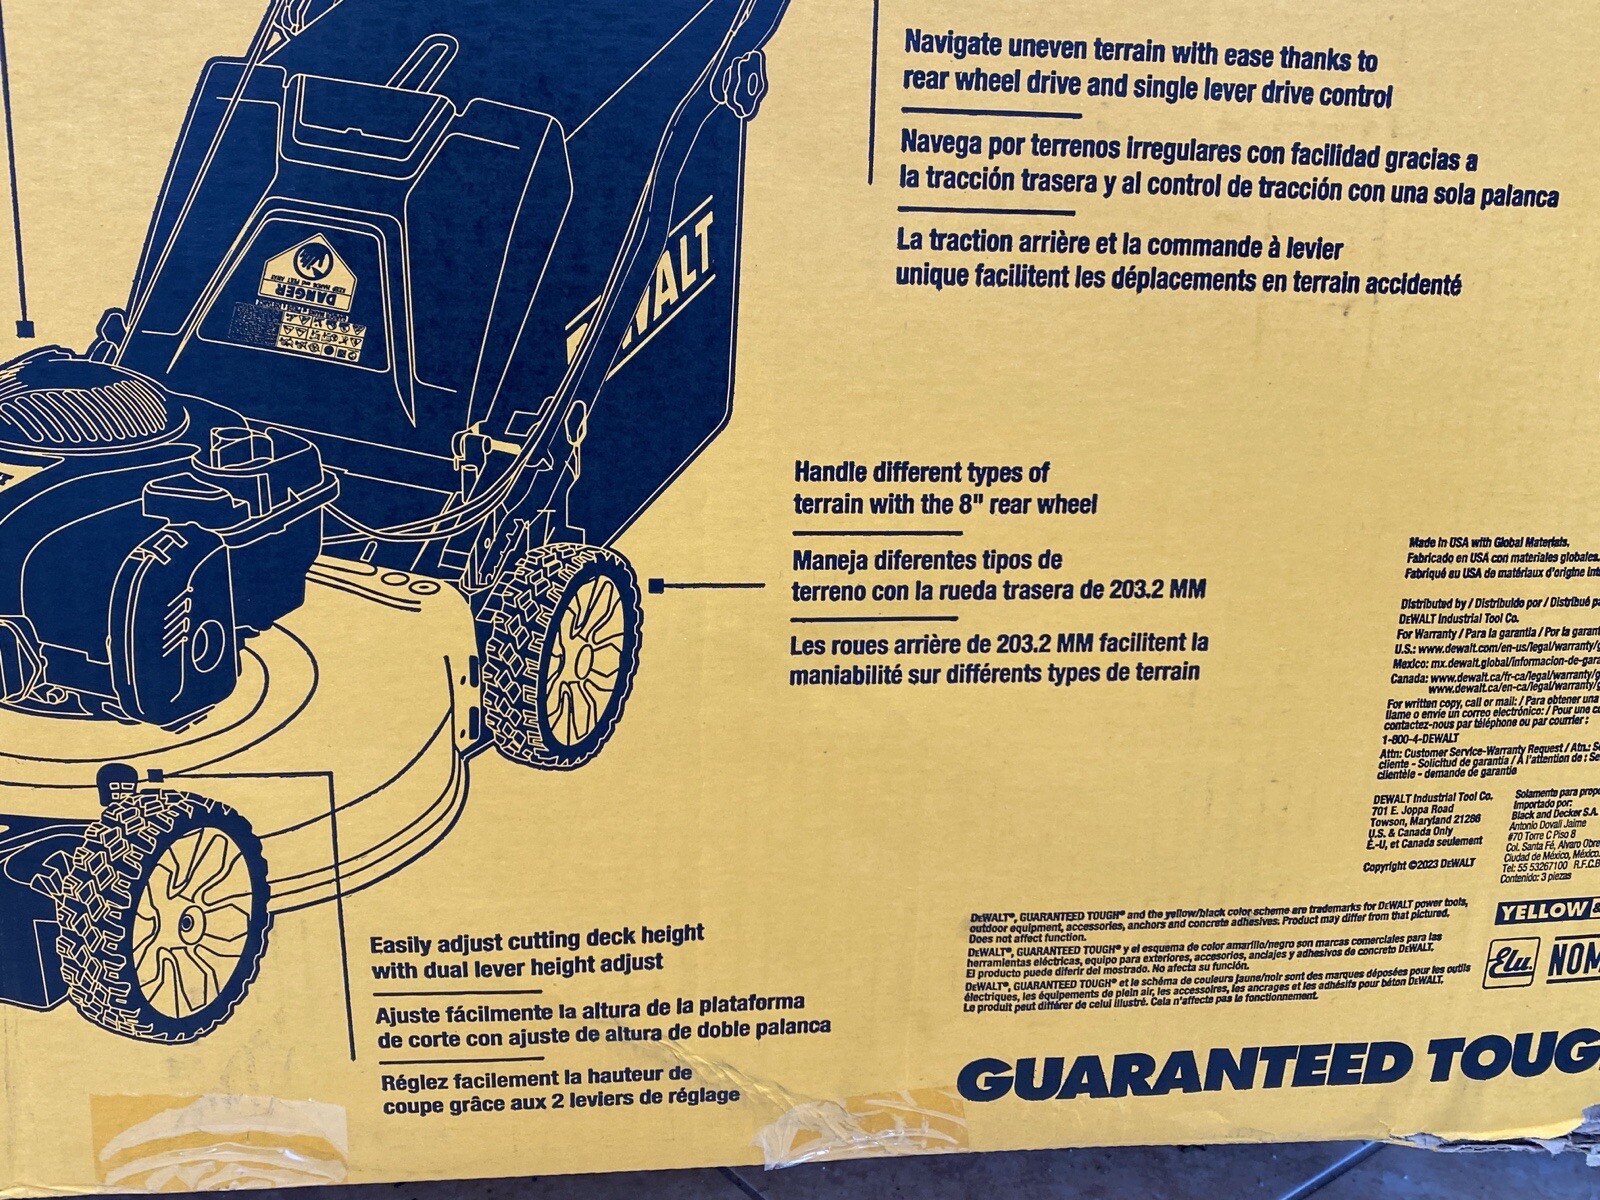 Navigate uneven terrain with ease thanks to
rear wheel drive and single lever drive control
Navega por terrenos irregulares con facilidad gracias a
la tracción trasera y al control de tracción con una sola palanca
La traction arrière et la commande à levier
unique facilitent les déplacements en terrain accidenté
DANGER
KEEP HANDS and FEET AWAY
WALT
Handle different types of
terrain with the 8" rear wheel
Maneja diferentes tipos de
terreno con la rueda trasera de 203.2 MM
Les roues arrière de 203.2 MM facilitent la
maniabilité sur différents types de terrain
Easily adjust cutting deck height
with dual lever height adjust
Ajuste fácilmente la altura de la plataforma
de corte con ajuste de altura de doble palanca
Réglez facilement la hauteur de
coupe grâce aux 2 leviers de réglage
Made in USA with Global Materials.
Fabricado en USA con materiales globales.
Fabriqué au USA de matériaux d'origine
Distributed by / Distribuido por / Distribué
DEWALT Industrial Tool Co.
For Warranty / Para la garantía / Por la
U.S.: www.dewalt.com/en-us/legal/warranty/
Mexico: mx.dewalt.global/informacion-de-
Canada: www.dewalt.ca/fr-ca/legal/warranty/
www.dewalt.ca/en-ca/legal/warranty/
For written copy, call or mail: / Para obtener una
llame o envíe un correo electrónico: / Pour une
contactez-nous par téléphone ou par courrier :
1-800-4-DEWALT
Attn: Customer Service-Warranty Request / Atn.:
cliente - Solicitud de garantía / À l'attention de :
clientèle - demande de garantie
DEWALT Industrial Tool Co.
701 E. Joppa Road
Towson, Maryland 21286
U.S. & Canada Only
É.-U, et Canada seulement
Copyright ©2023 DEWALT
Solamente para
Importado por:
Black and Decker S.A.
Antonio Dovali Jaime
#70 Torre C Piso 8
Col. Santa Fé, Alvaro
Ciudad de México, México.
Tel: 55 53267100 R.F.C.
Contenido: 3 piezas
DEWALT®, GUARANTEED TOUGH® and the yellow/black color scheme are trademarks for DEWALT power tools,
outdoor equipment, accessories, anchors and concrete adhesives. Product may differ from that pictured.
Does not affect function.
DEWALT®, GUARANTEED TOUGH® y el esquema de color amarillo/negro son marcas comerciales para las
herramientas eléctricas, equipo para exteriores, accesorios, anclajes y adhesivos de concreto DEWALT.
El producto puede diferir del mostrado. No afecta su función.
DEWALT®, GUARANTEED TOUGH® et le schéma de couleurs jaune/noir sont des marques déposées pour les outils
électriques, les équipements de plein air, les accessoires, les ancrages et les adhésifs pour béton DEWALT.
Le produit peut différer de celui illustré. Cela n'affecte pas le fonctionnement.
YELLOW &
Elu.
NOM
GUARANTEED TOUG